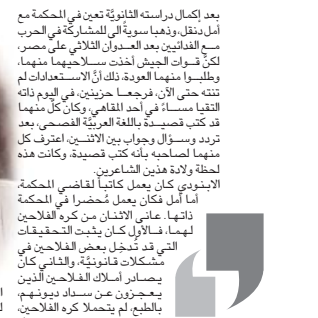 بعد إكمال دراسته الثانويَّة تعين في المحكمة مع
أمل دنقل، وذهبا سويةً الى للمشاركة في الحرب
مع الفدائيين بعد العدوان الثلاثي على مصر،
لكنَّ قوات الجيش أخذت سلاحيهما منهما،
وطلبوا منهما العودة، ذلك أنَّ الاستعدادات لم
تنته حتى الآن، فرجعا حزينين، في اليوم ذاته
التقيا مساءً في أحد المقاهي، وكان كلٌّ منهما
قد كتب قصيدة باللغة العربيَّة الفصحى، بعد
تردد وسؤال وجواب بين الاثنين، اعترف كل
منهما لصاحبه بأنه كتب قصيدة، وكانت هذه
لحظة ولادة هذين الشاعرين.
الابنودي كان يعمل كاتباً لقاضي المحكمة،
أما أمل فكان يعمل مُحضرا في المحكمة
ذاتها. عانى الاثنان من كره الفلاحين
لهما، فالأول كان يثبت التحقيقات
التي قد تُدخل بعض الفلاحين في
مشكلات قانونيَّة، والثاني كان
يصادر أملاك الفلاحين الذين
يعجزون عن سداد ديونهم،
بالطبع، لم يتحملا كره الفلاحين،